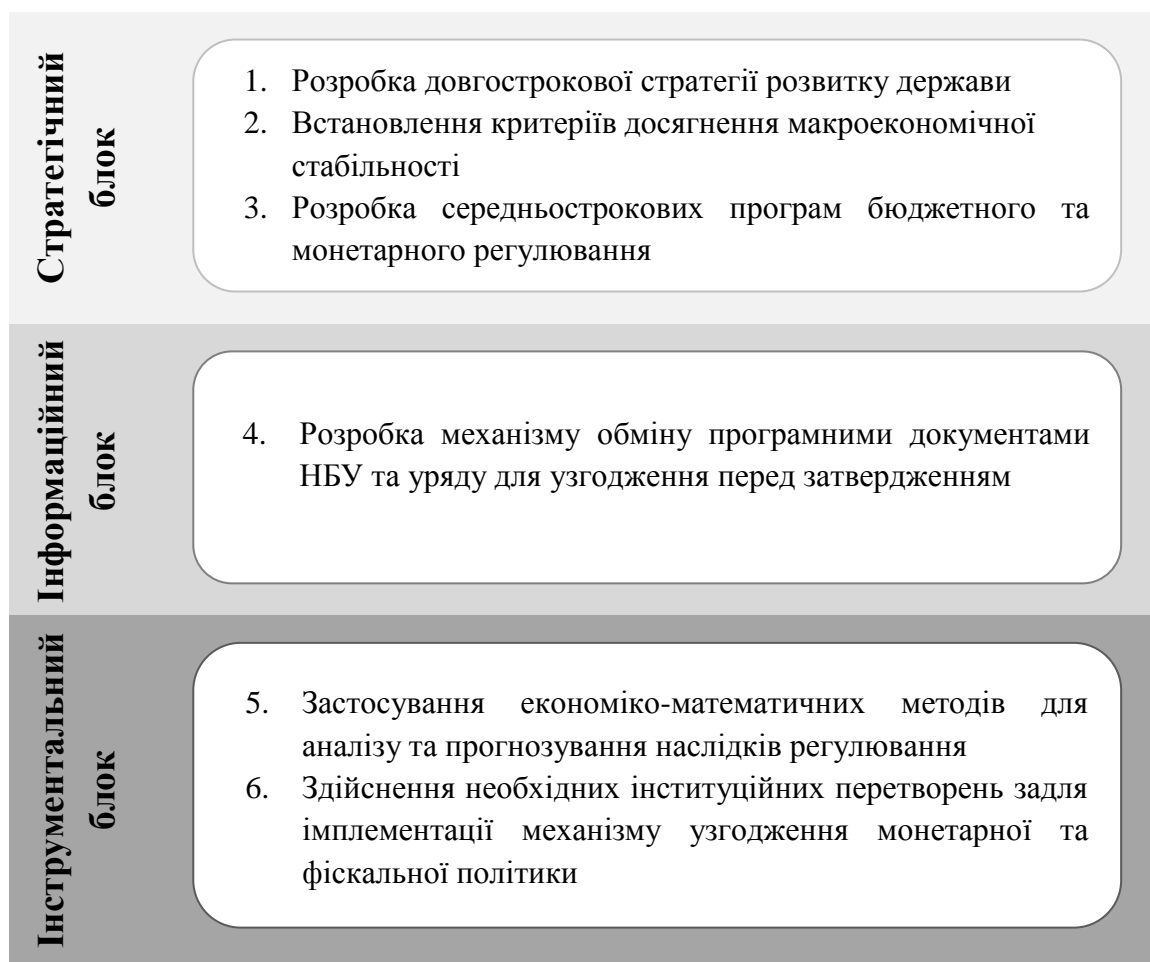 Стратегічний
блок
1. Розробка довгострокової стратегії розвитку держави
2. Встановлення критеріїв досягнення макроекономічної
стабільності
3. Розробка середньострокових програм бюджетного та
монетарного регулювання
Інформаційний
блок
4. Розробка механізму обміну програмними документами
НБУ та уряду для узгодження перед затвердженням
Інструментальний
блок
5. Застосування економіко-математичних методів для
аналізу та прогнозування наслідків регулювання
6. Здійснення необхідних інституційних перетворень задля
імплементації механізму узгодження монетарної та
фіскальної політики